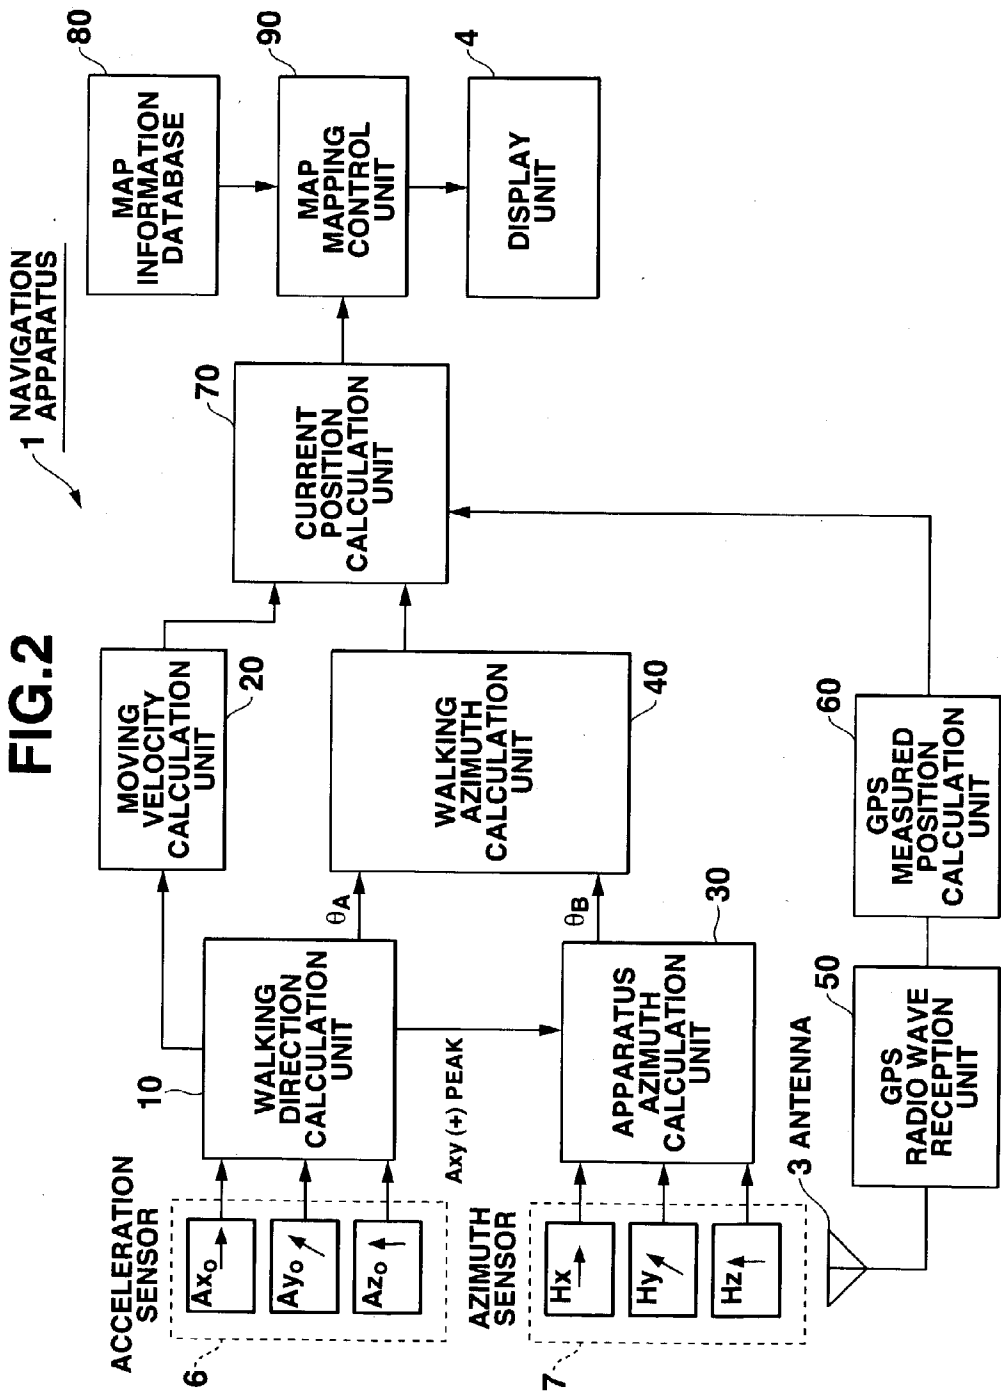 FIG.2
1 NAVIGATION
APPARATUS
ACCELERATION
SENSOR
6
Axo
Ayo
Azo
10
WALKING
DIRECTION
CALCULATION
UNIT
θA
Axy (+) PEAK
MOVING
VELOCITY
CALCULATION
UNIT
20
WALKING
AZIMUTH
CALCULATION
UNIT
40
AZIMUTH
SENSOR
7
Hx
Hy
Hz
APPARATUS
AZIMUTH
CALCULATION
UNIT
30
θB
3 ANTENNA
50
GPS
RADIO WAVE
RECEPTION
UNIT
60
GPS
MEASURED
POSITION
CALCULATION
UNIT
70
CURRENT
POSITION
CALCULATION
UNIT
80
MAP
INFORMATION
DATABASE
90
MAP
MAPPING
CONTROL
UNIT
4
DISPLAY
UNIT